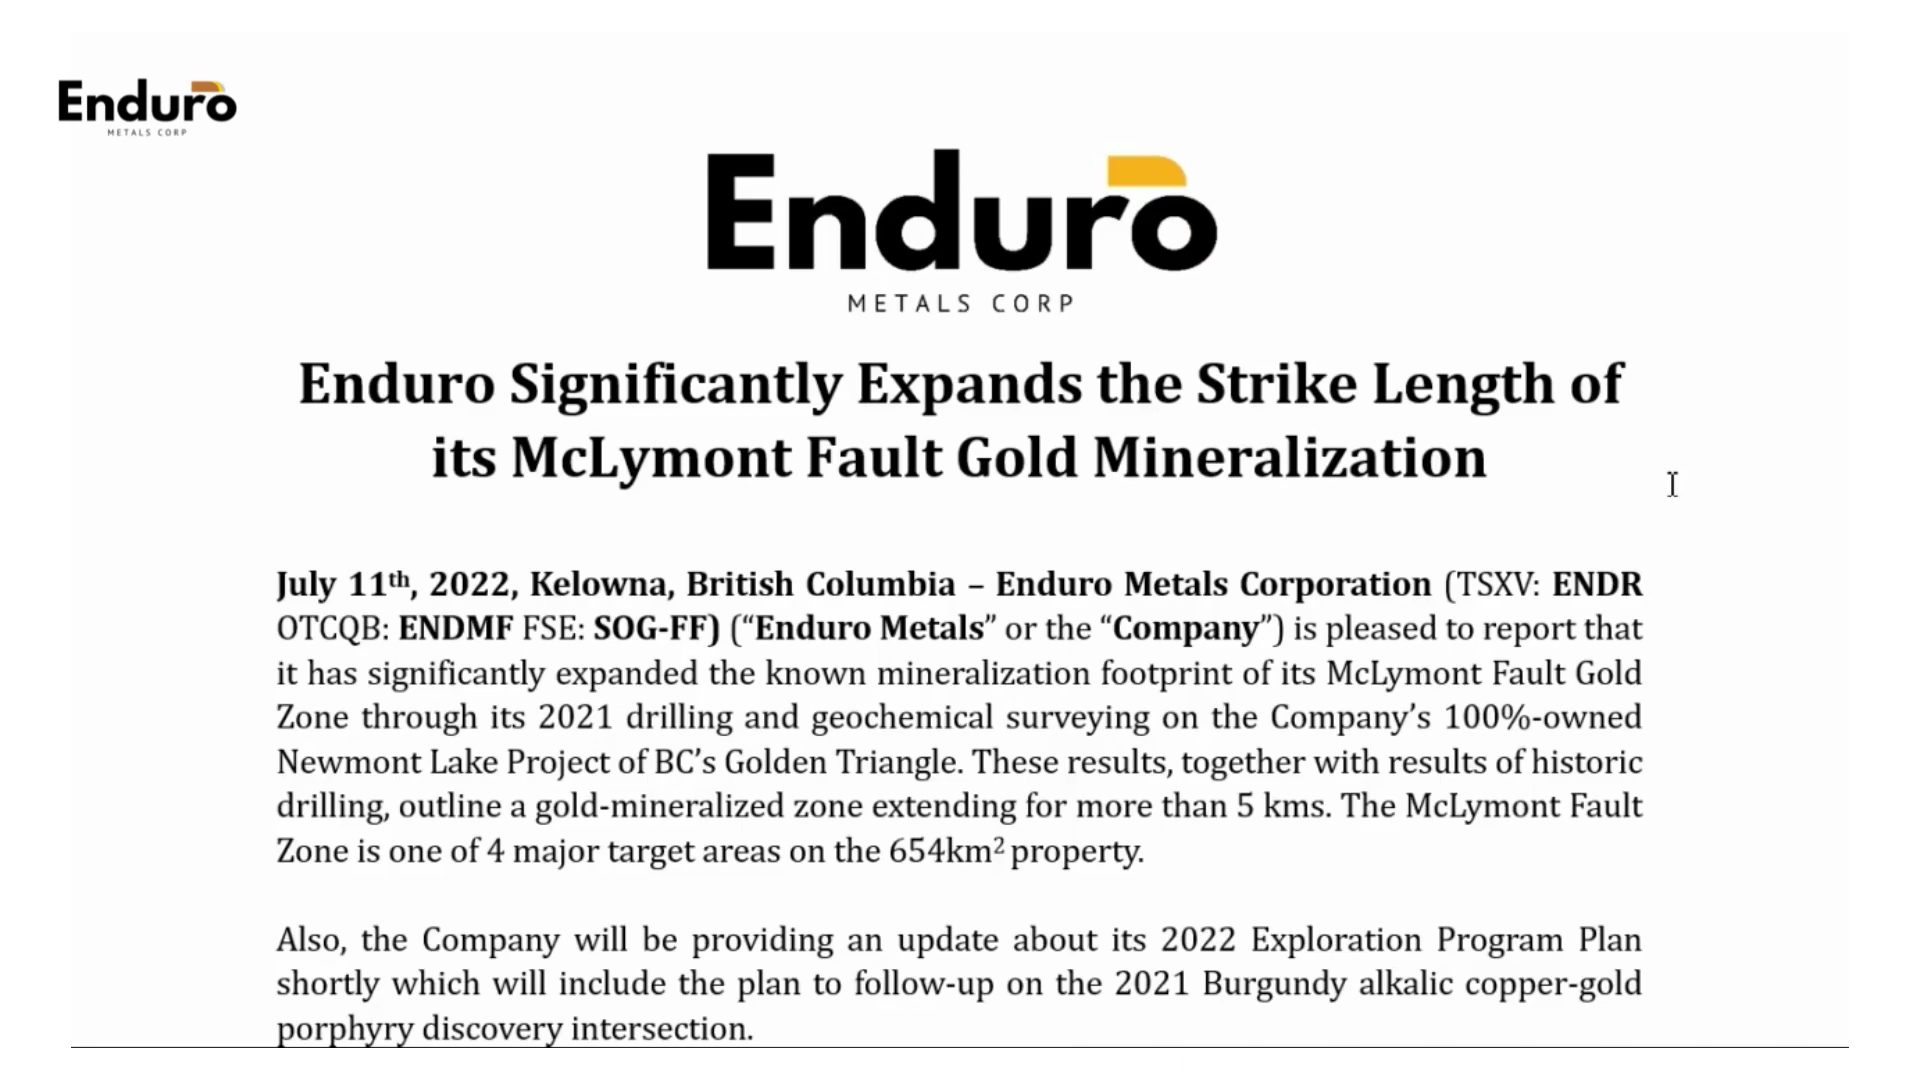 Enduro
METALS CORP
Enduro
METALS CORP
Enduro Significantly Expands the Strike Length of
its McLymont Fault Gold Mineralization
July 11th, 2022, Kelowna, British Columbia – Enduro Metals Corporation (TSXV: ENDR
OTCQB: ENDMF FSE: SOG-FF) (“Enduro Metals” or the “Company”) is pleased to report that
it has significantly expanded the known mineralization footprint of its McLymont Fault Gold
Zone through its 2021 drilling and geochemical surveying on the Company’s 100%-owned
Newmont Lake Project of BC’s Golden Triangle. These results, together with results of historic
drilling, outline a gold-mineralized zone extending for more than 5 kms. The McLymont Fault
Zone is one of 4 major target areas on the 654km² property.
Also, the Company will be providing an update about its 2022 Exploration Program Plan
shortly which will include the plan to follow-up on the 2021 Burgundy alkalic copper-gold
porphyry discovery intersection.